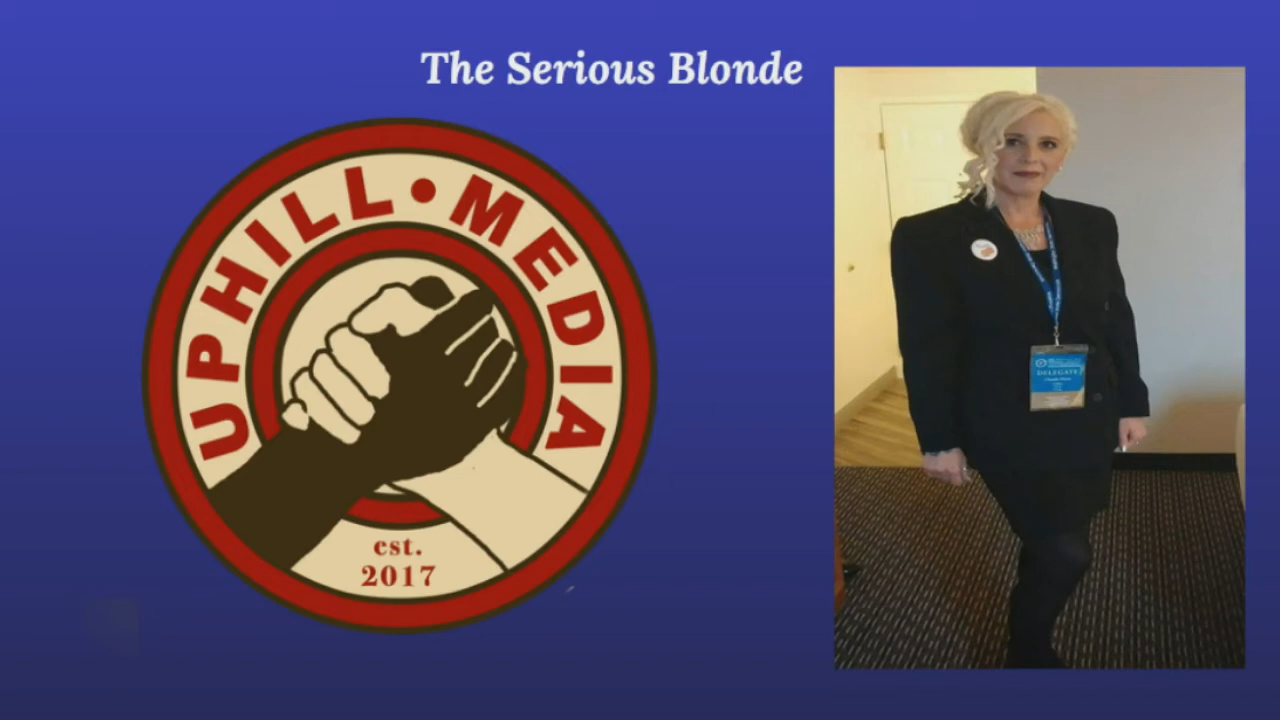 The Serious Blonde
UPHILL • MEDIA
est.
2017
DELEGATE